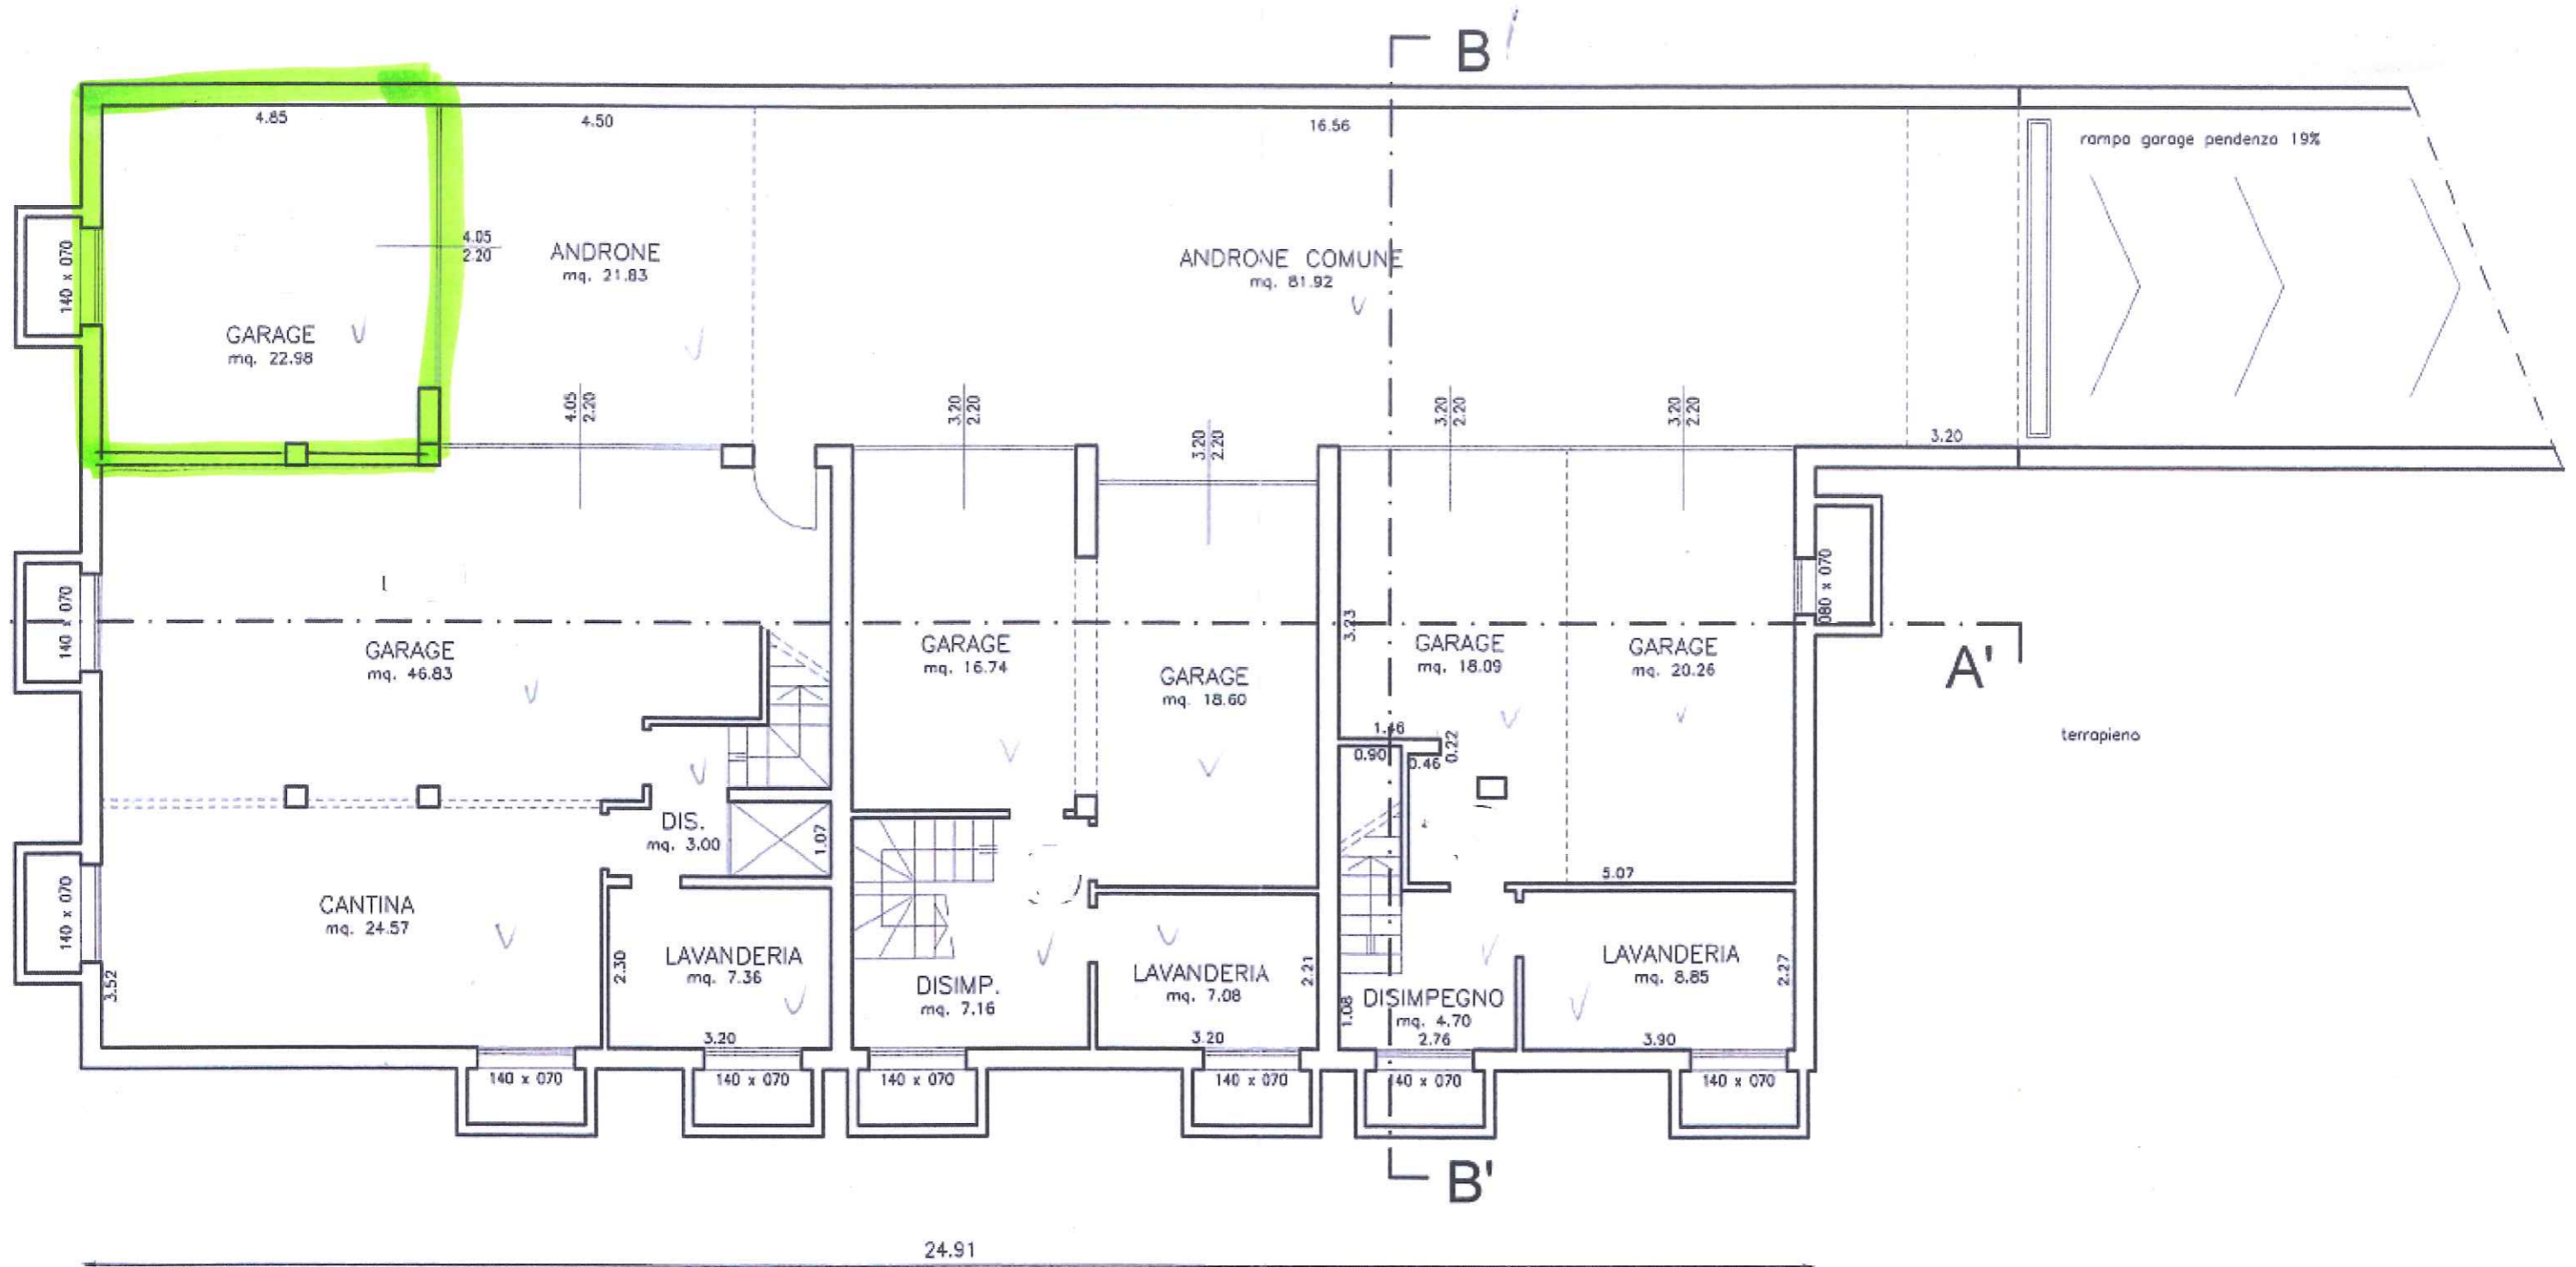 B
4.85
4.50
16.56
rampa garage pendenza 19%
4.05
2.20
ANDRONE
mq. 21.83
ANDRONE COMUNE
mq. 81.92
140 x 070
GARAGE
mq. 22.98
4.05
2.20
3.20
2.20
3.20
2.20
3.20
2.20
3.20
2.20
3.20
140 x 070
080 x 070
3.23
GARAGE
mq. 46.83
GARAGE
mq. 16.74
GARAGE
mq. 18.60
GARAGE
mq. 18.09
GARAGE
mq. 20.26
A'
terrapieno
1.46
0.90
0.46
0.22
DIS.
mq. 3.00
1.07
5.07
140 x 070
CANTINA
mq. 24.57
3.52
2.30
LAVANDERIA
mq. 7.36
3.20
DISIMP.
mq. 7.16
LAVANDERIA
mq. 7.08
2.21
3.20
1.08
DISIMPEGNO
mq. 4.70
2.76
LAVANDERIA
mq. 8.85
2.27
3.90
140 x 070
140 x 070
140 x 070
140 x 070
140 x 070
140 x 070
B'
24.91